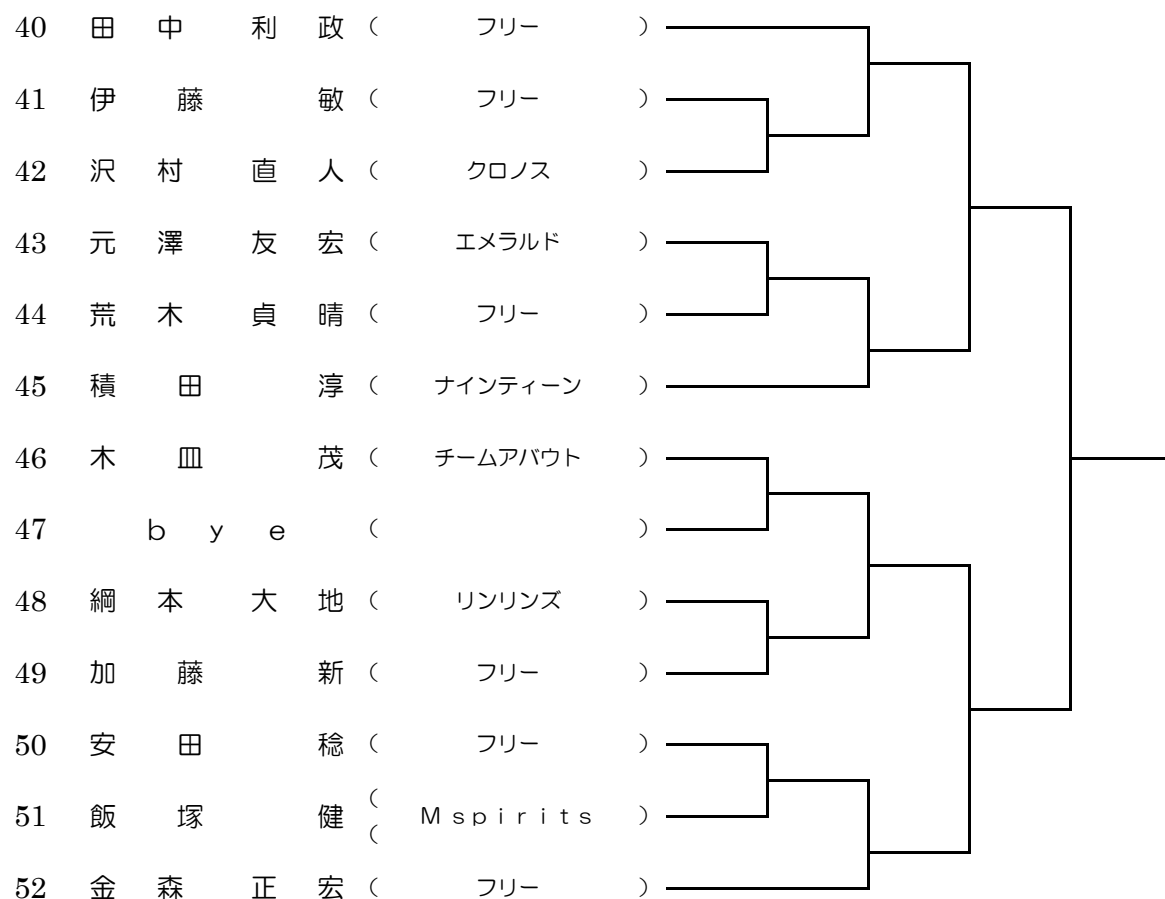 40 田中 利政 ( フリー )
41 伊藤 敏 ( フリー )
42 沢村 直人 ( クロノス )
43 元澤 友宏 ( エメラルド )
44 荒木 貞晴 ( フリー )
45 積田 淳 ( ナインティーン )
46 木皿 茂 ( チームアバウト )
47 ｂｙｅ ( )
48 綱本 大地 ( リンリンズ )
49 加藤 新 ( フリー )
50 安田 稔 ( フリー )
51 飯塚 健 ( ( Ｍｓｐｉｒｉｔｓ )
52 金森 正宏 ( フリー )